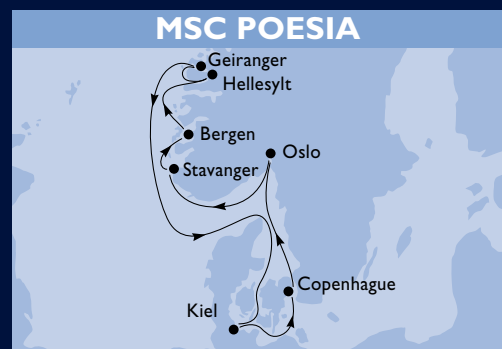 MSC POESIA
Geiranger
Hellesylt
Bergen
Oslo
Stavanger
Copenhague
Kiel